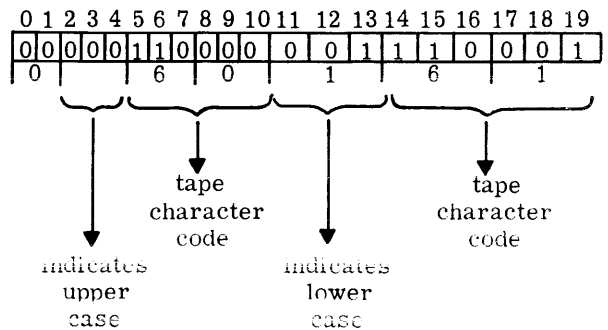 0 1 2 3 4 5 6 7 8 9 10 11 12 13 14 15 16 17 18 19
0 0 0 0 0 1 1 0 0 0 0 0 0 1 1 1 0 0 0 1
0 6 0 1 6 1
tape character code
tape character code
indicates upper case
indicates lower case